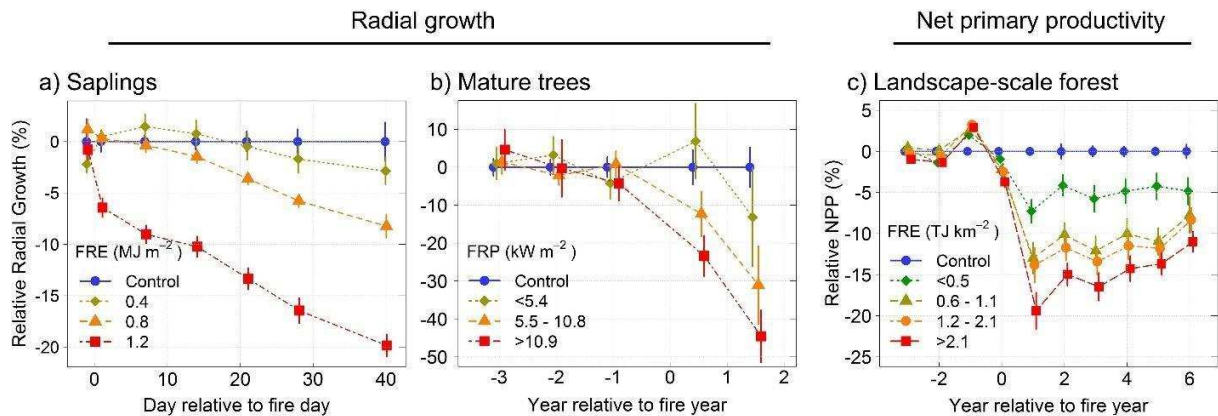 Radial growth
Net primary productivity
a) Saplings
Relative Radial Growth (%)
0
-5
-10
-15
-20
FRE (MJ m⁻²)
Control
0.4
0.8
1.2
0 10 20 30 40
Day relative to fire day
b) Mature trees
10
0
-10
-20
-30
-40
-50
FRP (kW m⁻²)
Control
<5.4
5.5 - 10.8
>10.9
-3 -2 -1 0 1 2
Year relative to fire year
c) Landscape-scale forest
Relative NPP (%)
5
0
-5
-10
-15
-20
-25
FRE (TJ km⁻²)
Control
<0.5
0.6 - 1.1
1.2 - 2.1
>2.1
-2 0 2 4 6
Year relative to fire year